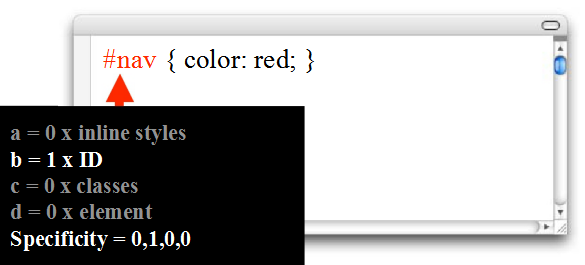 #nav { color: red; }
a = 0 x inline styles
b = 1 x ID
c = 0 x classes
d = 0 x element
Specificity = 0,1,0,0